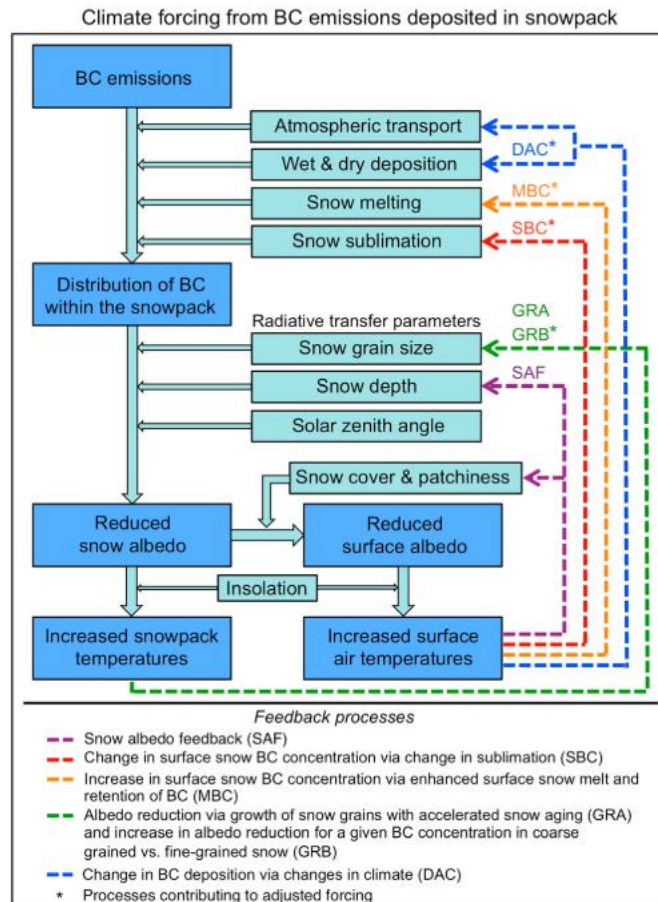 Climate forcing from BC emissions deposited in snowpack
BC emissions
Atmospheric transport
DAC*
Wet & dry deposition
MBC*
Snow melting
SBC*
Snow sublimation
Distribution of BC
within the snowpack
Radiative transfer parameters
GRA
Snow grain size
GRB*
Snow depth
SAF
Solar zenith angle
Snow cover & patchiness
Reduced
snow albedo
Reduced
surface albedo
Insolation
Increased snowpack
temperatures
Increased surface
air temperatures
Feedback processes
Snow albedo feedback (SAF)
Change in surface snow BC concentration via change in sublimation (SBC)
Increase in surface snow BC concentration via enhanced surface snow melt and
retention of BC (MBC)
Albedo reduction via growth of snow grains with accelerated snow aging (GRA)
and increase in albedo reduction for a given BC concentration in coarse
grained vs. fine-grained snow (GRB)
Change in BC deposition via changes in climate (DAC)
* Processes contributing to adjusted forcing